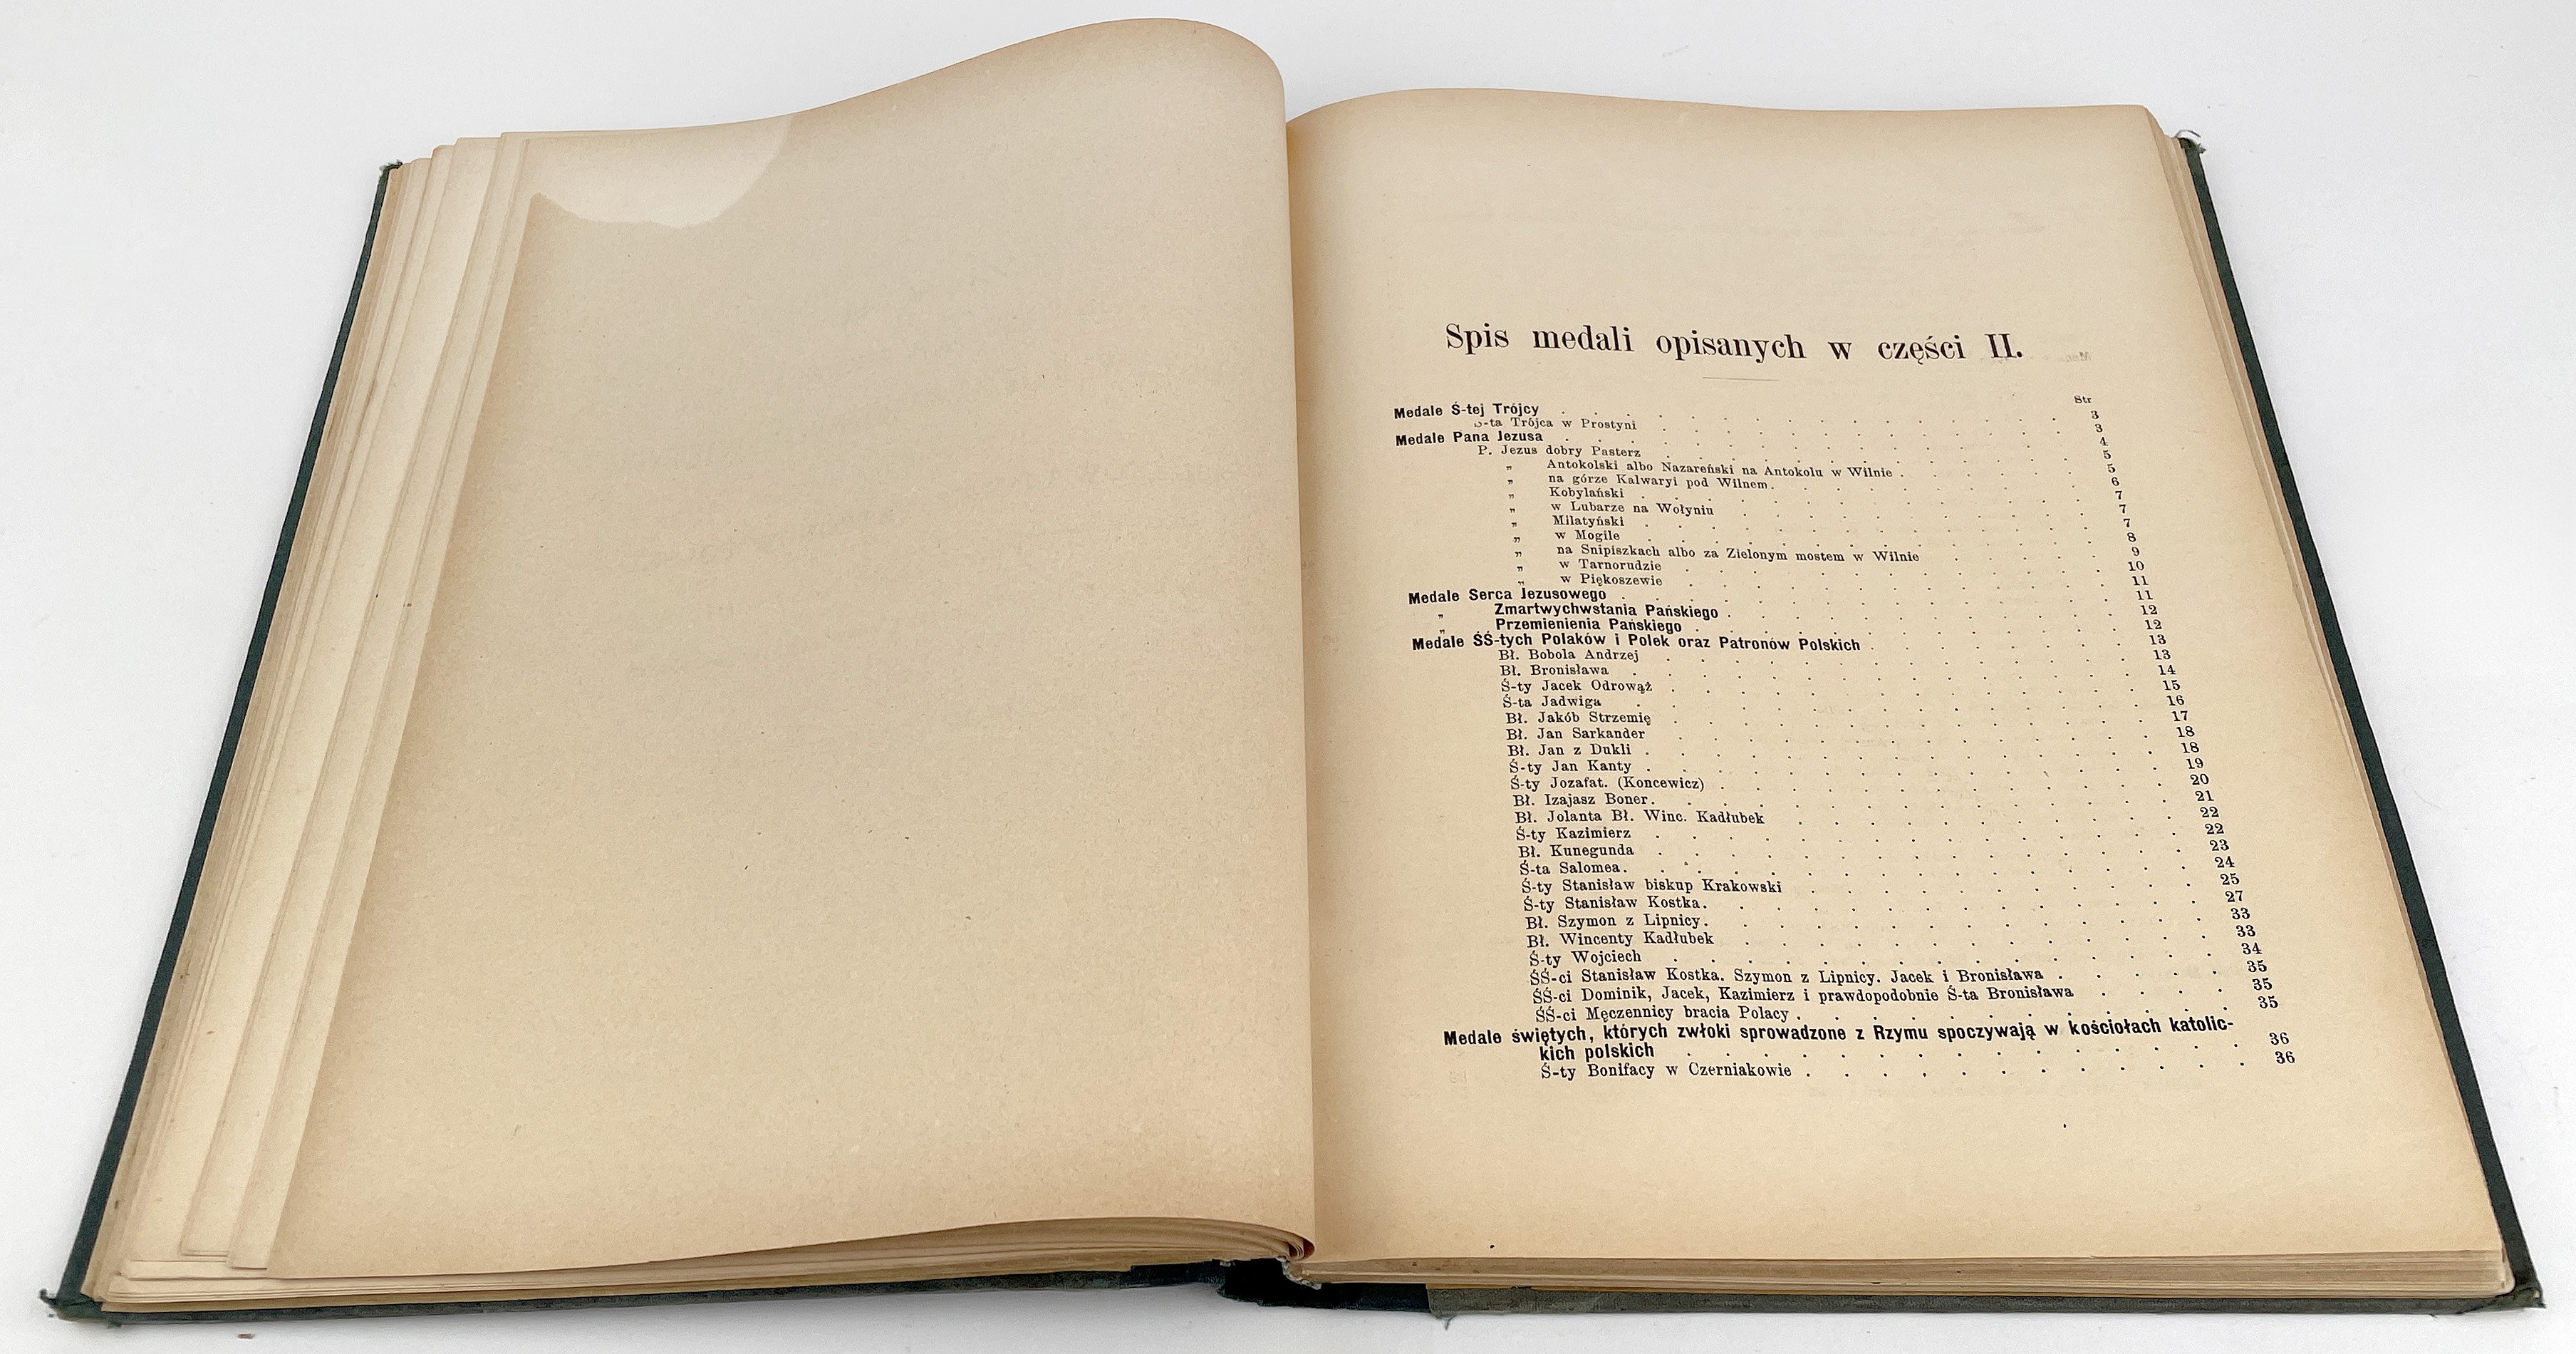 Spis medali opisanych w części II.
Str
Medale Ś-tej Trójcy . . . . . . . . . . . . . . 3
Ś-ta Trójca w Prostyni . . . . . . . . . . . . 3
Medale Pana Jezusa . . . . . . . . . . . . . . 4
P. Jezus dobry Pasterz . . . . . . . . . . . . 5
„ Antokolski albo Nazareński na Antokolu w Wilnie . . . . . . 5
„ na górze Kalwaryi pod Wilnem . . . . . . . . . 6
„ Kobylański . . . . . . . . . . . . 7
„ w Lubarze na Wołyniu . . . . . . . . . . 7
„ Milatyński . . . . . . . . . . . . 7
„ w Mogile . . . . . . . . . . . . 8
„ na Snipiszkach albo za Zielonym mostem w Wilnie . . . . . 9
„ w Tarnorudzie . . . . . . . . . . . 10
„ w Piękoszewie . . . . . . . . . . . 11
Medale Serca Jezusowego . . . . . . . . . . . . 11
„ Zmartwychwstania Pańskiego . . . . . . . . . . 12
„ Przemienienia Pańskiego . . . . . . . . . . . 12
Medale ŚŚ-tych Polaków i Polek oraz Patronów Polskich . . . . . . . 13
Bł. Bobola Andrzej . . . . . . . . . . . . 13
Bł. Bronisława . . . . . . . . . . . . 14
Ś-ty Jacek Odrowąż . . . . . . . . . . . . 15
Ś-ta Jadwiga . . . . . . . . . . . . 16
Bł. Jakób Strzemię . . . . . . . . . . . . 17
Bł. Jan Sarkander . . . . . . . . . . . . 18
Bł. Jan z Dukli . . . . . . . . . . . . 18
Ś-ty Jan Kanty . . . . . . . . . . . . 19
Ś-ty Jozafat. (Koncewicz) . . . . . . . . . . . 20
Bł. Izajasz Boner . . . . . . . . . . . . 21
Bł. Jolanta Bł. Winc. Kadłubek . . . . . . . . . 22
Ś-ty Kazimierz . . . . . . . . . . . . 22
Bł. Kunegunda . . . . . . . . . . . . 23
Ś-ta Salomea . . . . . . . . . . . . 24
Ś-ty Stanisław biskup Krakowski . . . . . . . . . 25
Ś-ty Stanisław Kostka . . . . . . . . . . . 27
Bł. Szymon z Lipnicy . . . . . . . . . . . 33
Bł. Wincenty Kadłubek . . . . . . . . . . . 33
Ś-ty Wojciech . . . . . . . . . . . . 34
ŚŚ-ci Stanisław Kostka. Szymon z Lipnicy. Jacek i Bronisława . . . . . 35
ŚŚ-ci Dominik, Jacek, Kazimierz i prawdopodobnie Ś-ta Bronisława . . . . 35
ŚŚ-ci Męczennicy bracia Polacy . . . . . . . . . . 35
Medale świętych, których zwłoki sprowadzone z Rzymu spoczywają w kościołach katolic-
kich polskich . . . . . . . . . . . . 36
Ś-ty Bonifacy w Czerniakowie . . . . . . . . . . 36